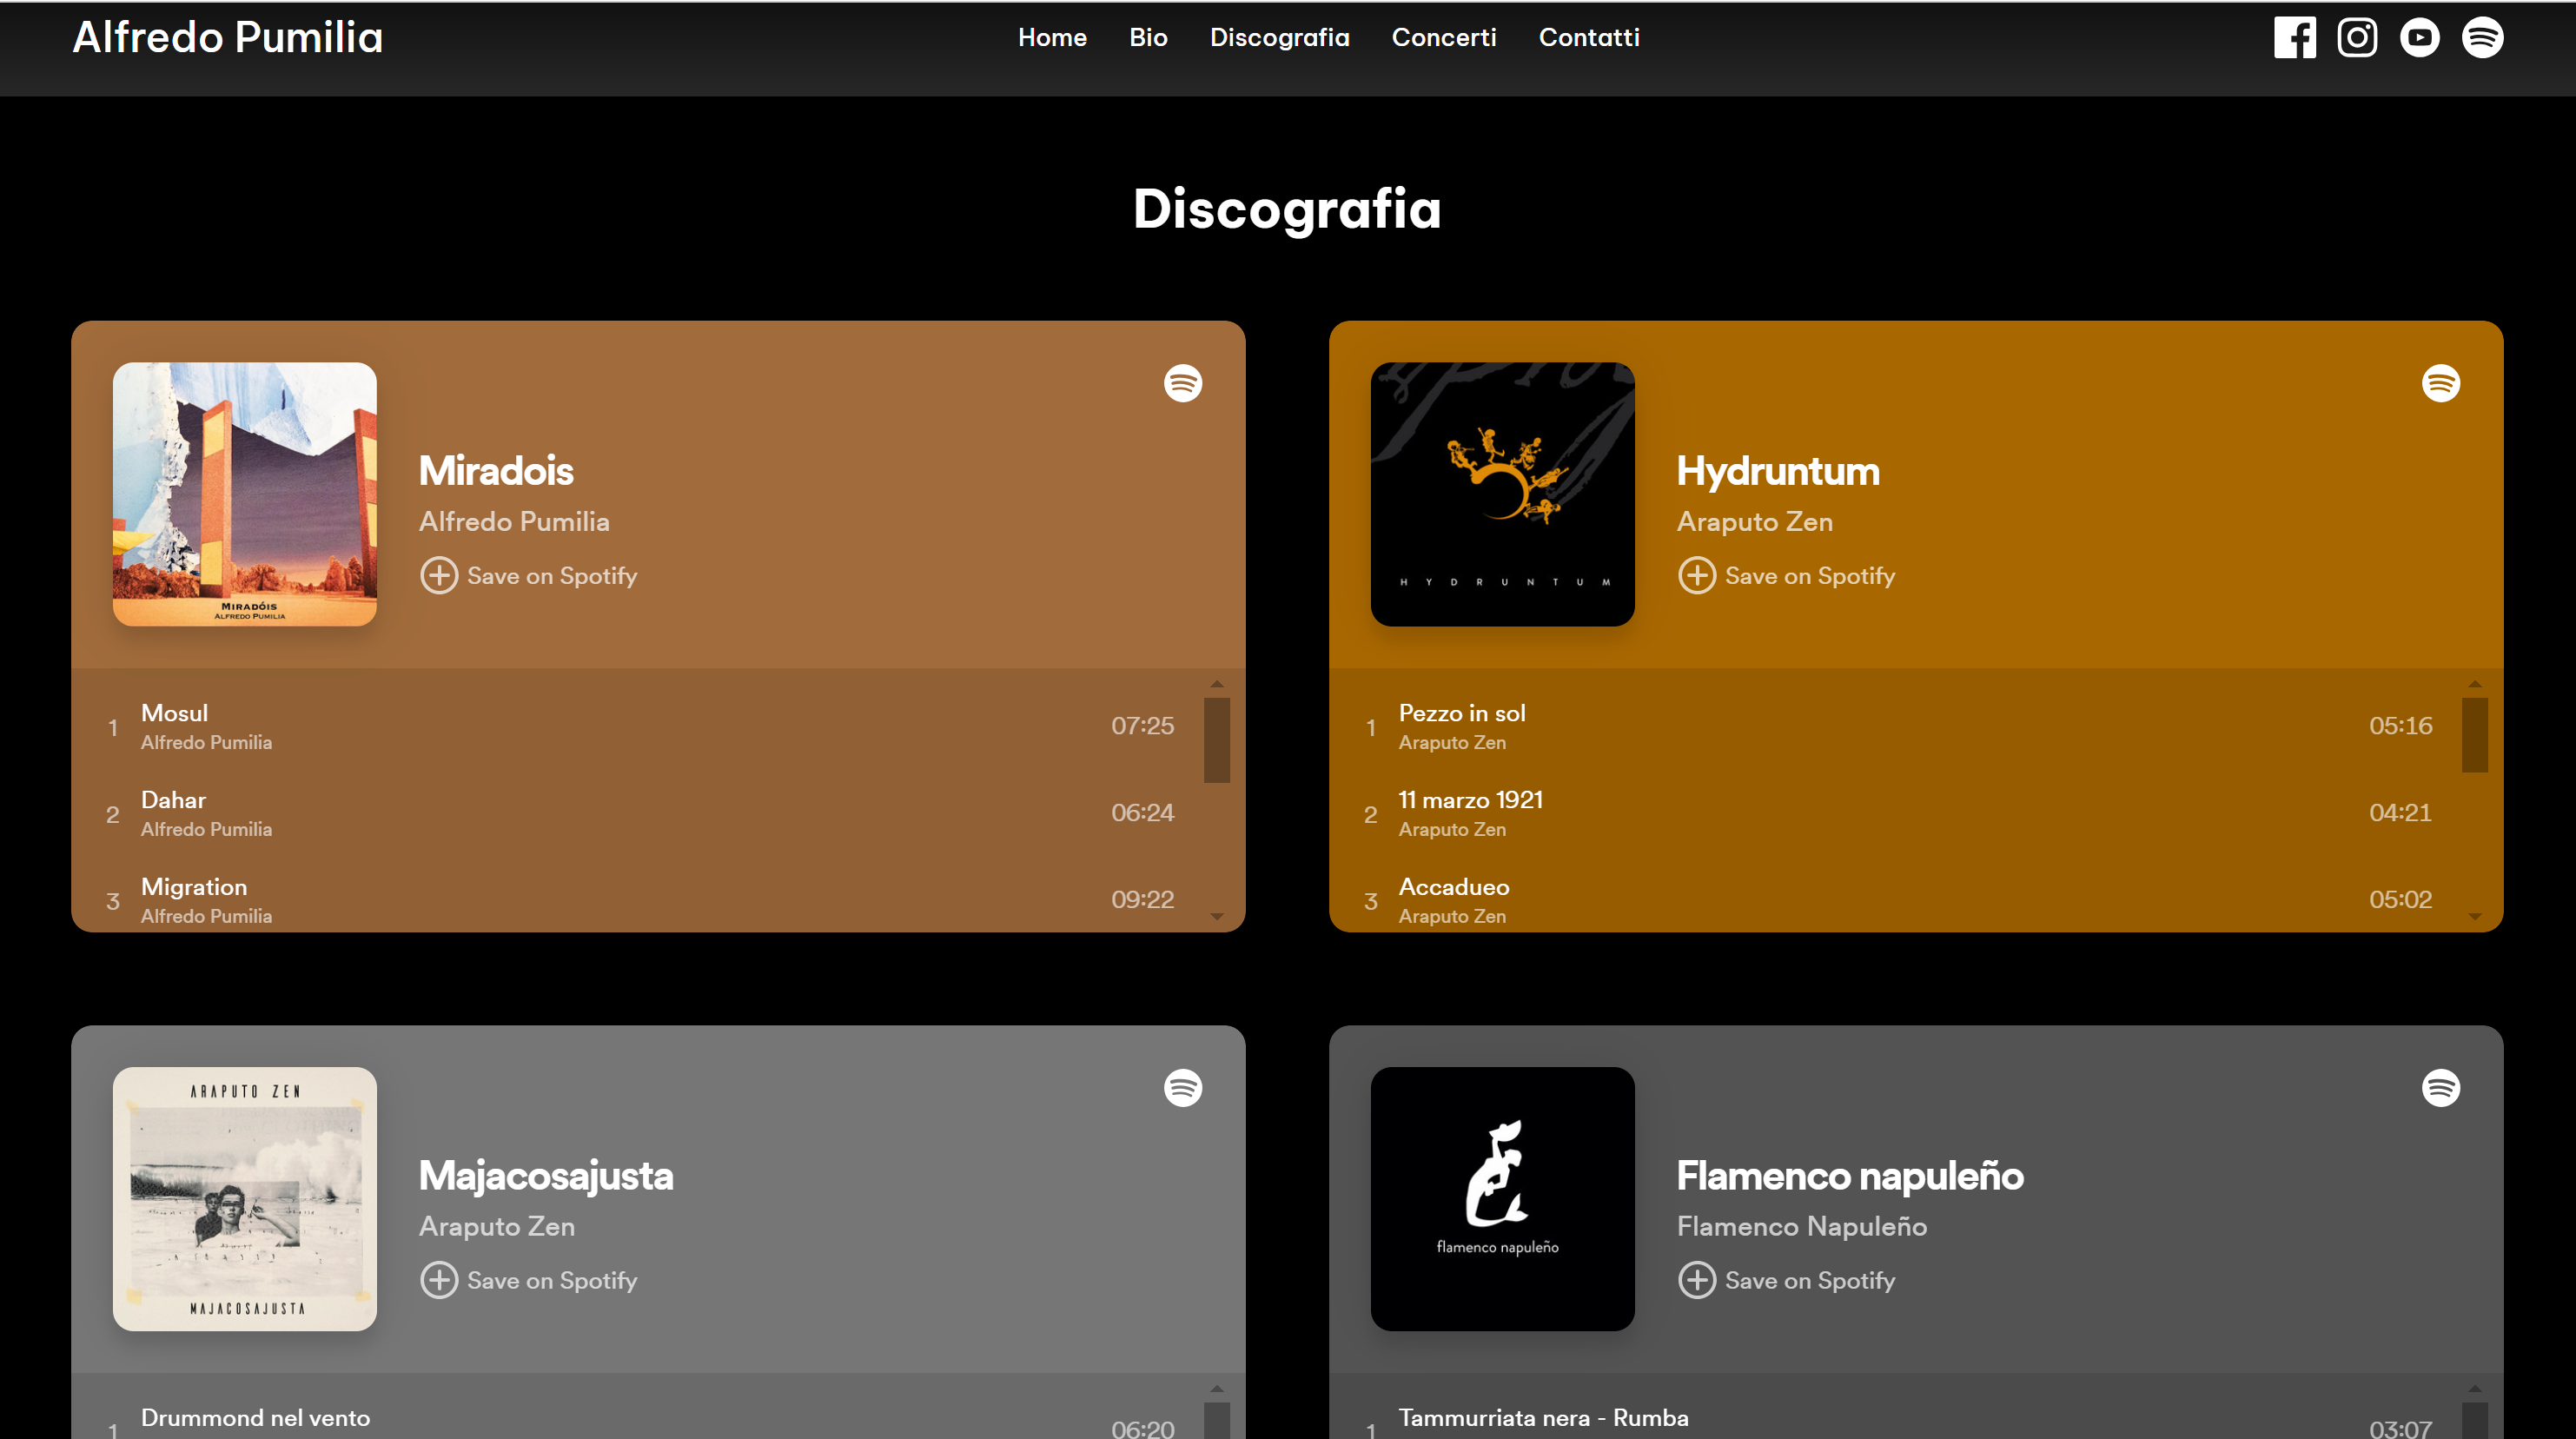 Alfredo Pumilia
Home Bio Discografia Concerti Contatti
Discografia
Miradois
Alfredo Pumilia
Save on Spotify
MIRADÓIS
ALFREDO PUMILIA
1 Mosul 07:25
Alfredo Pumilia
2 Dahar 06:24
Alfredo Pumilia
3 Migration 09:22
Alfredo Pumilia
Hydruntum
Araputo Zen
Save on Spotify
HYDRUNTUM
1 Pezzo in sol 05:16
Araputo Zen
2 11 marzo 1921 04:21
Araputo Zen
3 Accadueo 05:02
Araputo Zen
ARAPUTO ZEN
Majacosajusta
Araputo Zen
Save on Spotify
MAJACOSAJUSTA
1 Drummond nel vento 06:20
Flamenco napuleño
Flamenco Napuleño
flamenco napuleño
Save on Spotify
1 Tammurriata nera - Rumba 03:07